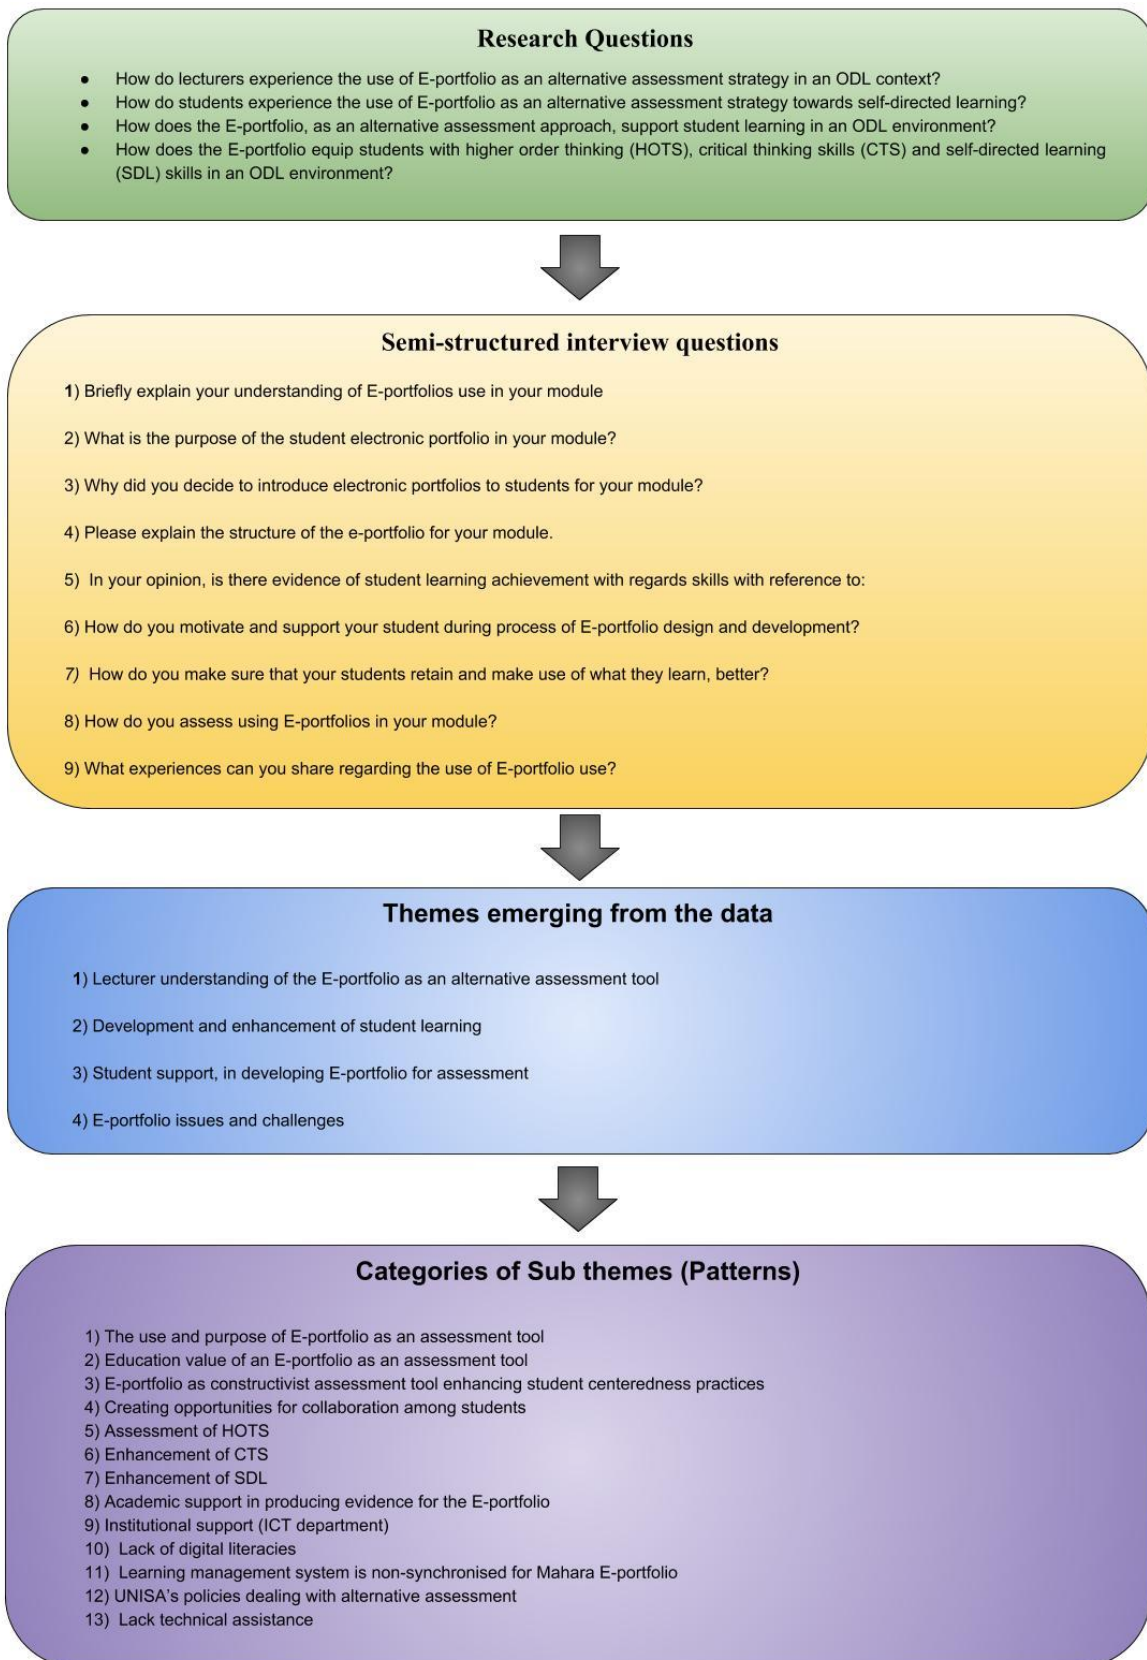 Research Questions
● How do lecturers experience the use of E-portfolio as an alternative assessment strategy in an ODL context?
● How do students experience the use of E-portfolio as an alternative assessment strategy towards self-directed learning?
● How does the E-portfolio, as an alternative assessment approach, support student learning in an ODL environment?
● How does the E-portfolio equip students with higher order thinking (HOTS), critical thinking skills (CTS) and self-directed learning
(SDL) skills in an ODL environment?
Semi-structured interview questions
1) Briefly explain your understanding of E-portfolios use in your module
2) What is the purpose of the student electronic portfolio in your module?
3) Why did you decide to introduce electronic portfolios to students for your module?
4) Please explain the structure of the e-portfolio for your module.
5) In your opinion, is there evidence of student learning achievement with regards skills with reference to:
6) How do you motivate and support your student during process of E-portfolio design and development?
7) How do you make sure that your students retain and make use of what they learn, better?
8) How do you assess using E-portfolios in your module?
9) What experiences can you share regarding the use of E-portfolio use?
Themes emerging from the data
1) Lecturer understanding of the E-portfolio as an alternative assessment tool
2) Development and enhancement of student learning
3) Student support, in developing E-portfolio for assessment
4) E-portfolio issues and challenges
Categories of Sub themes (Patterns)
1) The use and purpose of E-portfolio as an assessment tool
2) Education value of an E-portfolio as an assessment tool
3) E-portfolio as constructivist assessment tool enhancing student centeredness practices
4) Creating opportunities for collaboration among students
5) Assessment of HOTS
6) Enhancement of CTS
7) Enhancement of SDL
8) Academic support in producing evidence for the E-portfolio
9) Institutional support (ICT department)
10) Lack of digital literacies
11) Learning management system is non-synchronised for Mahara E-portfolio
12) UNISA's policies dealing with alternative assessment
13) Lack technical assistance